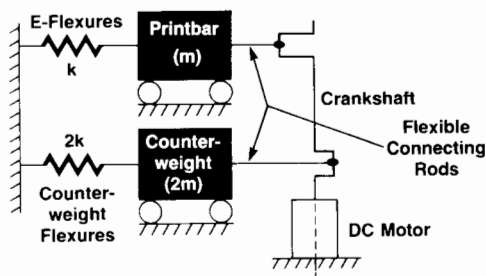 E-Flexures
k
Printbar
(m)
Crankshaft
Flexible
Connecting
Rods
2k
Counter-
weight
Flexures
Counter-
weight
(2m)
DC Motor